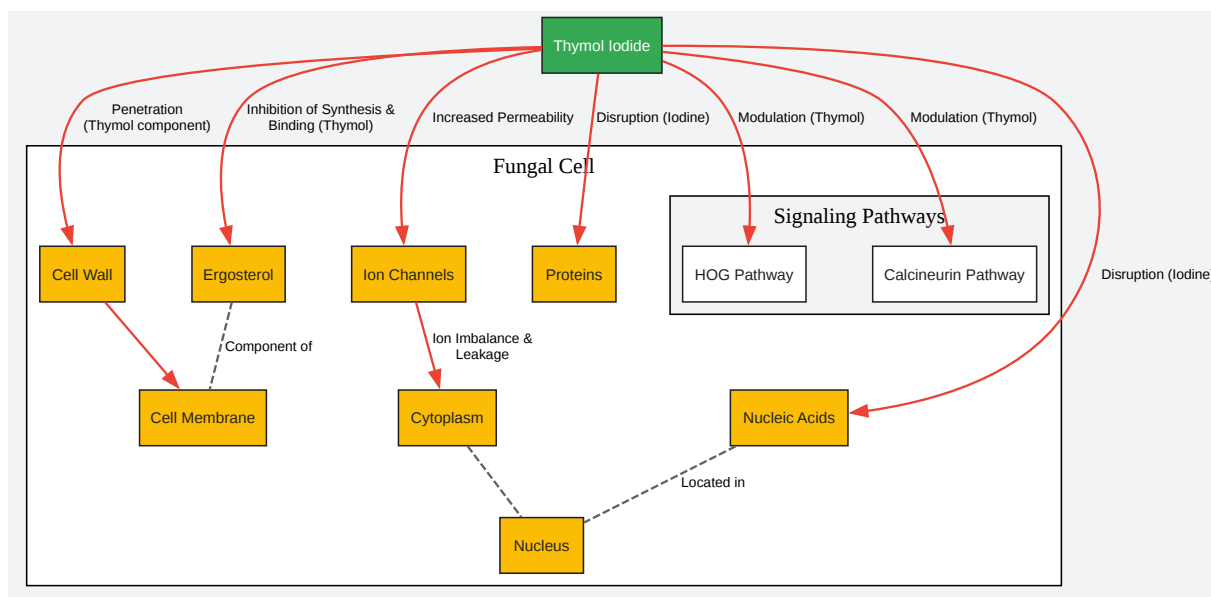 Thymol Iodide
Penetration
(Thymol component)
Inhibition of Synthesis &
Binding (Thymol)
Increased Permeability
Disruption (Iodine)
Modulation (Thymol)
Modulation (Thymol)
Fungal Cell
Signaling Pathways
Cell Wall
Ergosterol
Ion Channels
Proteins
HOG Pathway
Calcineurin Pathway
Disruption (Iodine)
Component of
Ion Imbalance &
Leakage
Cell Membrane
Cytoplasm
Nucleic Acids
Located in
Nucleus